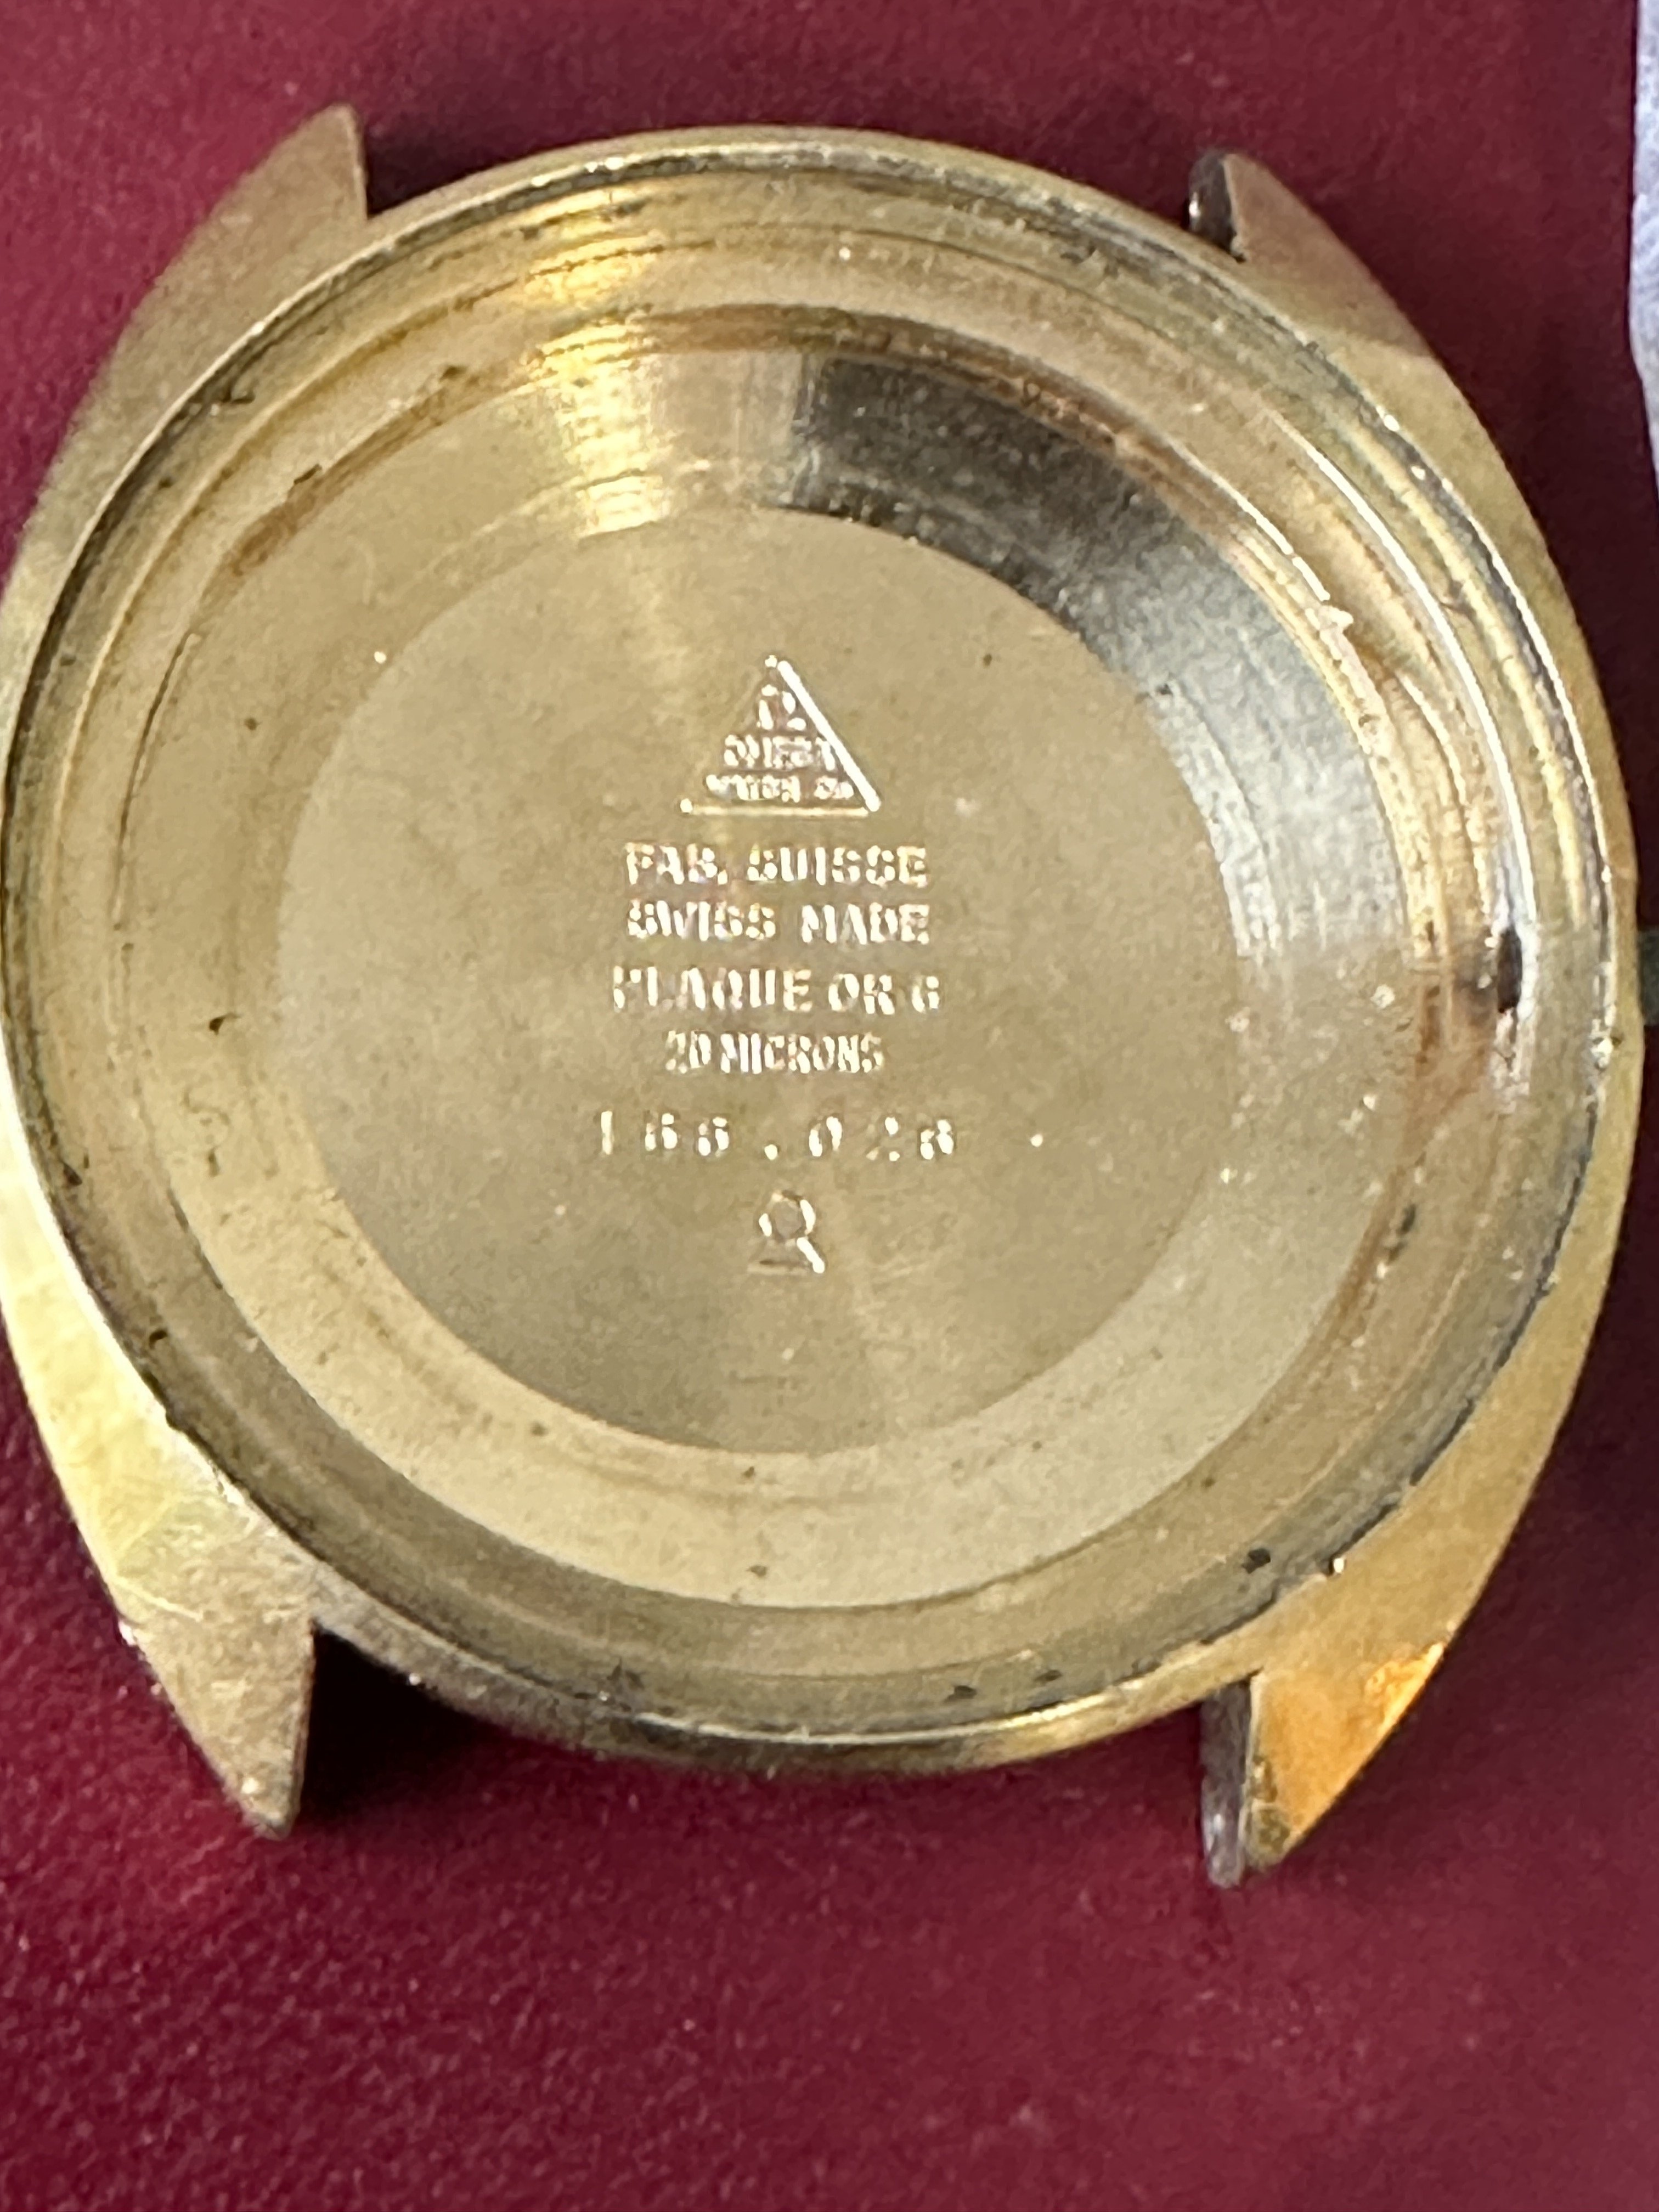 Ω
OMEGA
WATCH Co
FAB. SUISSE
SWISS MADE
PLAQUE OR G
20 MICRONS
166.028